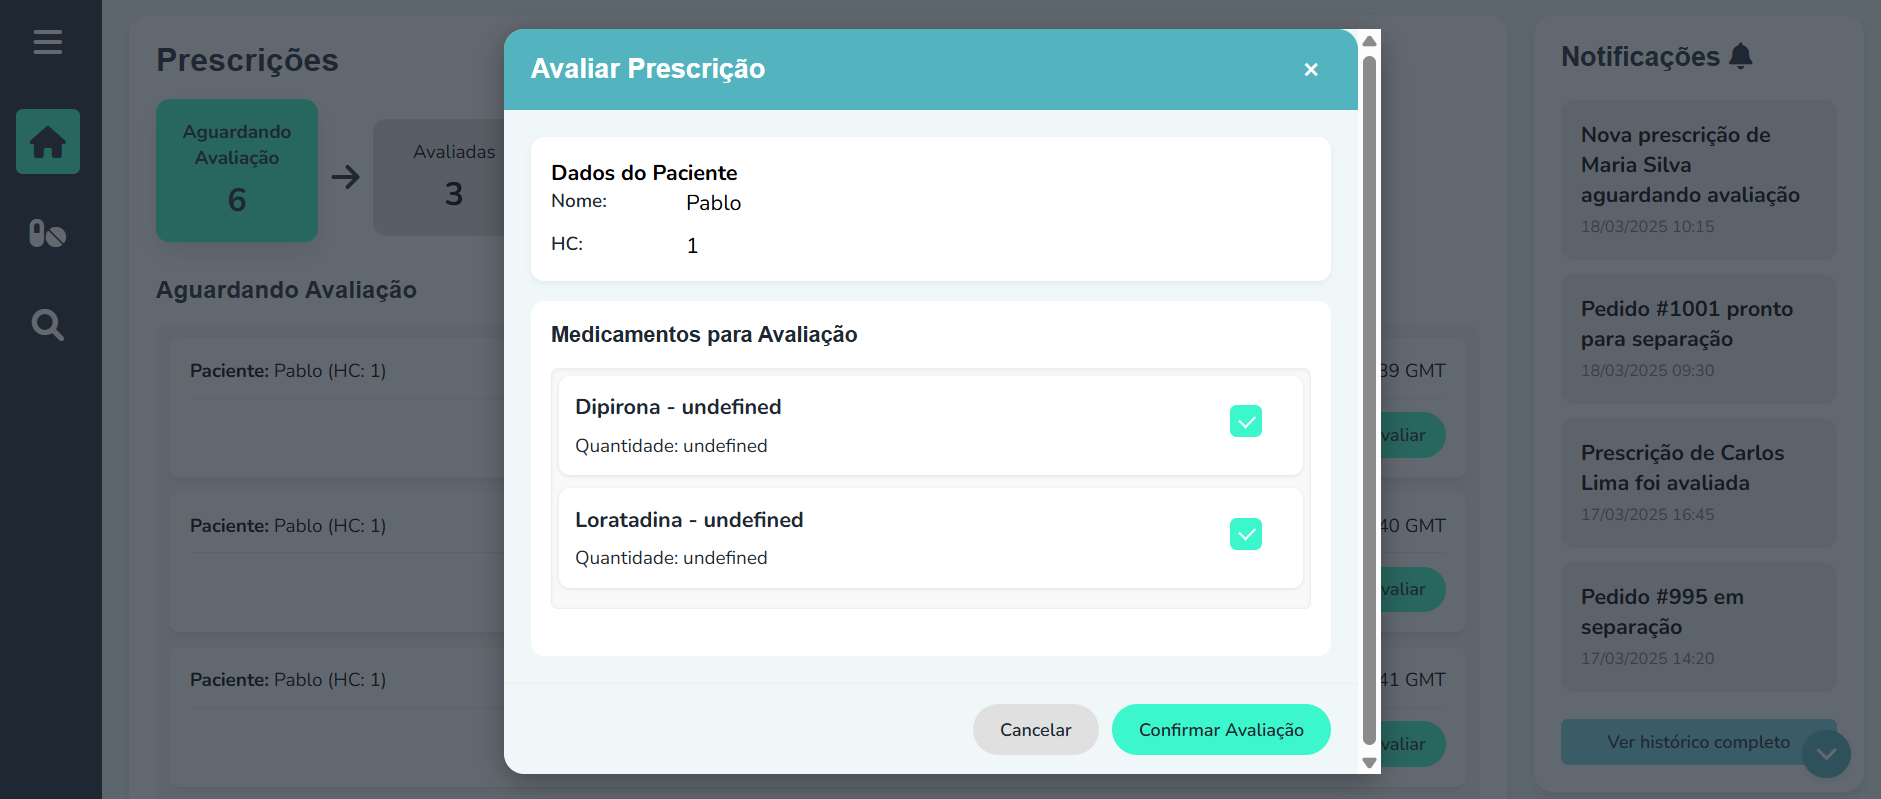 Prescrições
Aguardando
Avaliação
6
Avaliadas
3
Aguardando Avaliação
Paciente: Pablo (HC: 1)
39 GMT
Paciente: Pablo (HC: 1)
40 GMT
Paciente: Pablo (HC: 1)
41 GMT
Avaliar Prescrição
×
Dados do Paciente
Nome: Pablo
HC: 1
Medicamentos para Avaliação
Dipirona - undefined
Quantidade: undefined
Loratadina - undefined
Quantidade: undefined
Cancelar
Confirmar Avaliação
Notificações
Nova prescrição de
Maria Silva
aguardando avaliação
18/03/2025 10:15
Pedido #1001 pronto
para separação
18/03/2025 09:30
Prescrição de Carlos
Lima foi avaliada
17/03/2025 16:45
Pedido #995 em
separação
17/03/2025 14:20
Ver histórico completo